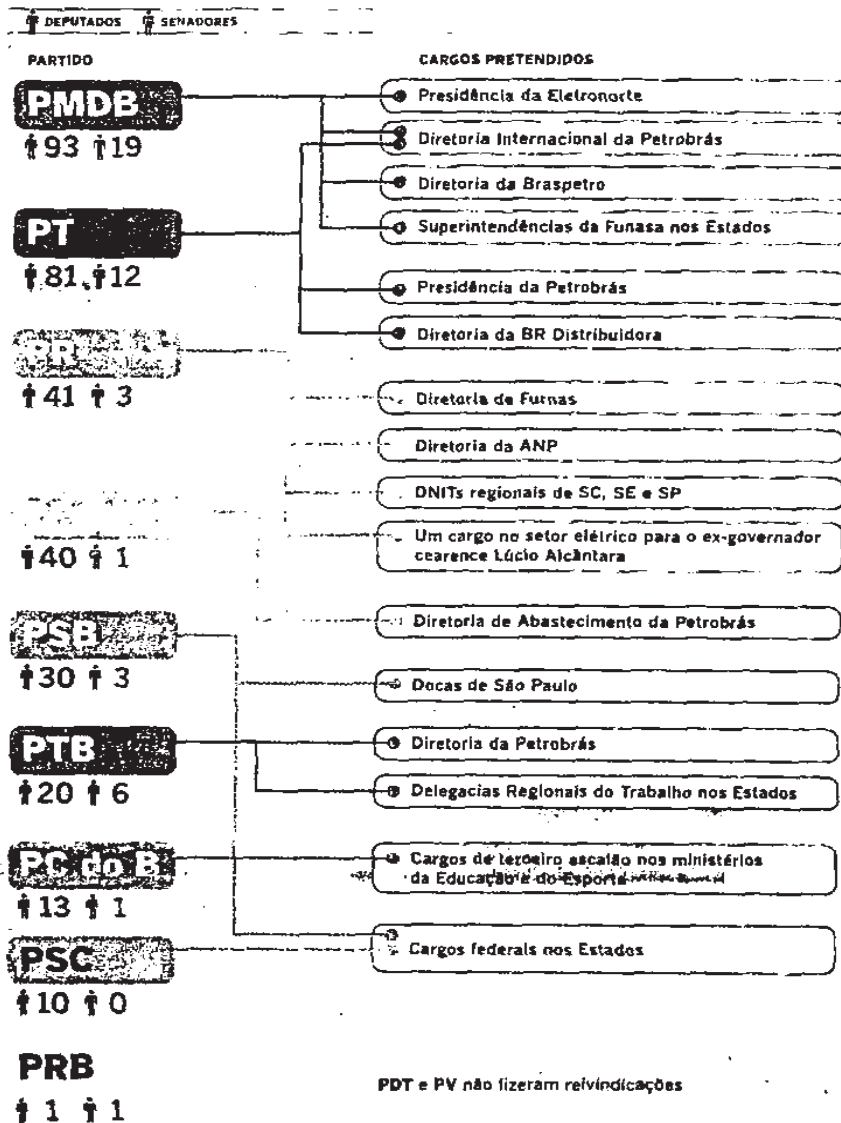 DEPUTADOS SENADORES
PARTIDO
CARGOS PRETENDIDOS
PMDB
93 19
PT
81 12
PR
41 3
40 1
PSB
30 3
PTB
20 6
PC do B
13 1
PSC
10 0
PRB
1 1
Presidência da Eletronorte
Diretoria Internacional da Petrobrás
Diretoria da Braspetro
Superintendências da Funasa nos Estados
Presidência da Petrobrás
Diretoria da BR Distribuidora
Diretoria de Furnas
Diretoria da ANP
DNITs regionais de SC, SE e SP
Um cargo no setor elétrico para o ex-governador
cearence Lúcio Alcântara
Diretoria de Abastecimento da Petrobrás
Docas de São Paulo
Diretoria da Petrobrás
Delegacias Regionais do Trabalho nos Estados
Cargos de terceiro escalão nos ministérios
da Educação e do Esporte
Cargos federais nos Estados
PDT e PV não fizeram reivindicações